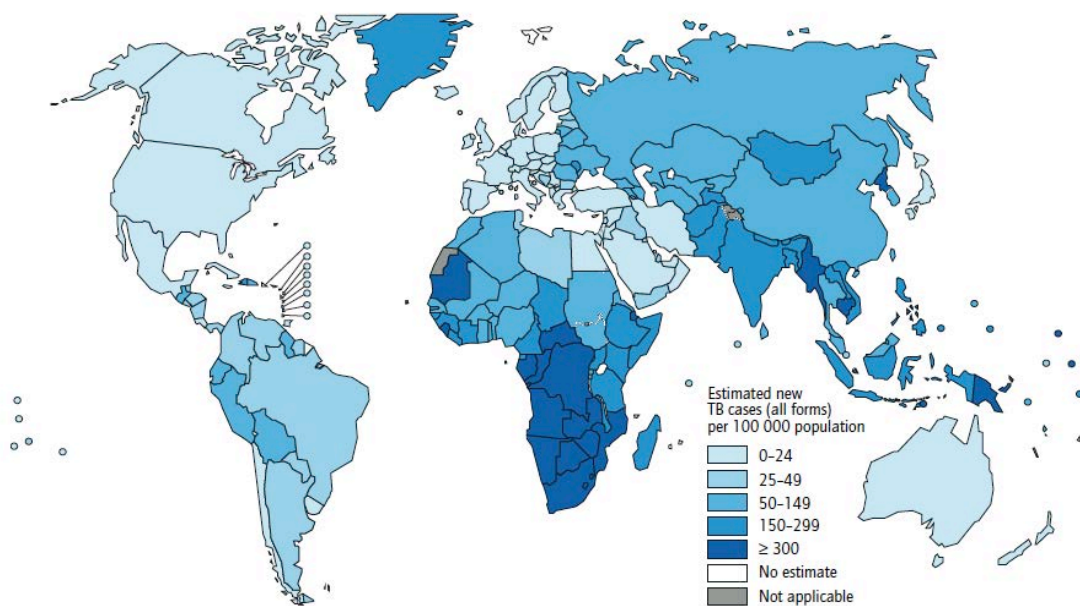 Estimated new
TB cases (all forms)
per 100 000 population
0–24
25–49
50–149
150–299
≥ 300
No estimate
Not applicable